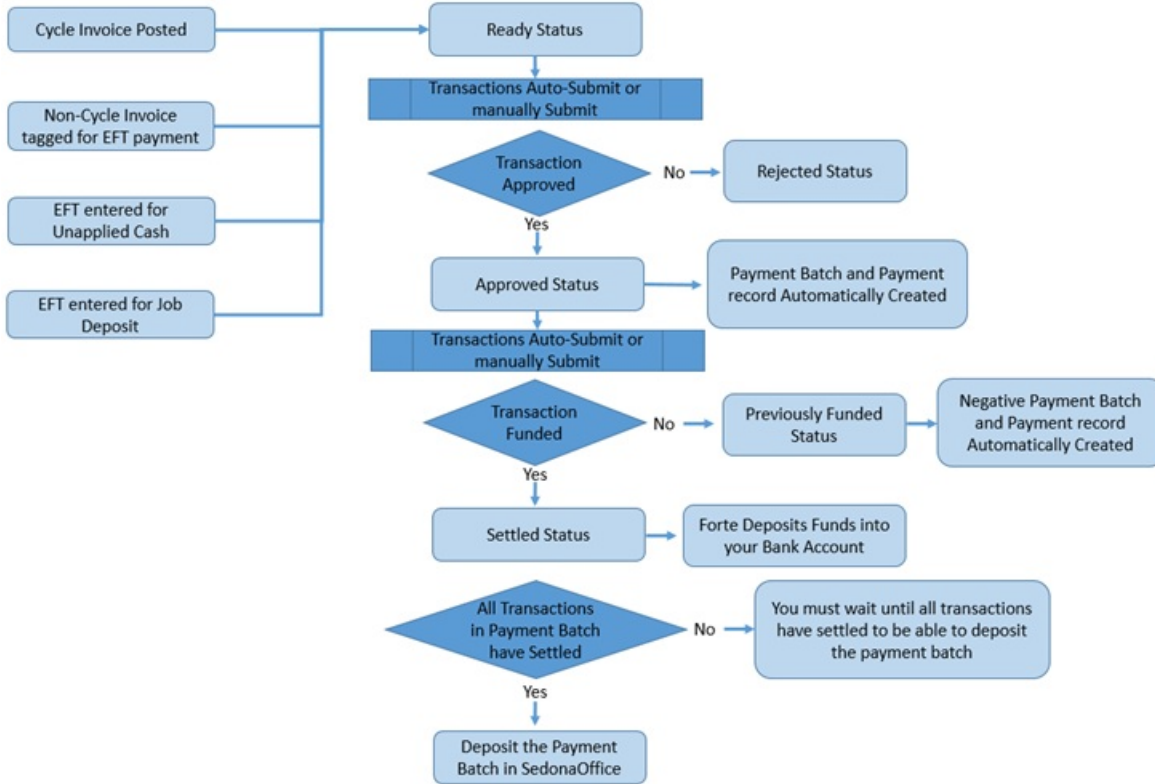 Cycle Invoice Posted
Ready Status
Transactions Auto-Submit or
manually Submit
Non-Cycle Invoice
tagged for EFT payment
Transaction
Approved
No
Rejected Status
Yes
EFT entered for
Unapplied Cash
Approved Status
Payment Batch and Payment
record Automatically Created
EFT entered for Job
Deposit
Transactions Auto-Submit or
manually Submit
Transaction
Funded
No
Previously Funded
Status
Negative Payment Batch
and Payment record
Automatically Created
Yes
Settled Status
Forte Deposits Funds into
your Bank Account
All Transactions
in Payment Batch
have Settled
No
You must wait until all transactions
have settled to be able to deposit
the payment batch
Yes
Deposit the Payment
Batch in SedonaOffice